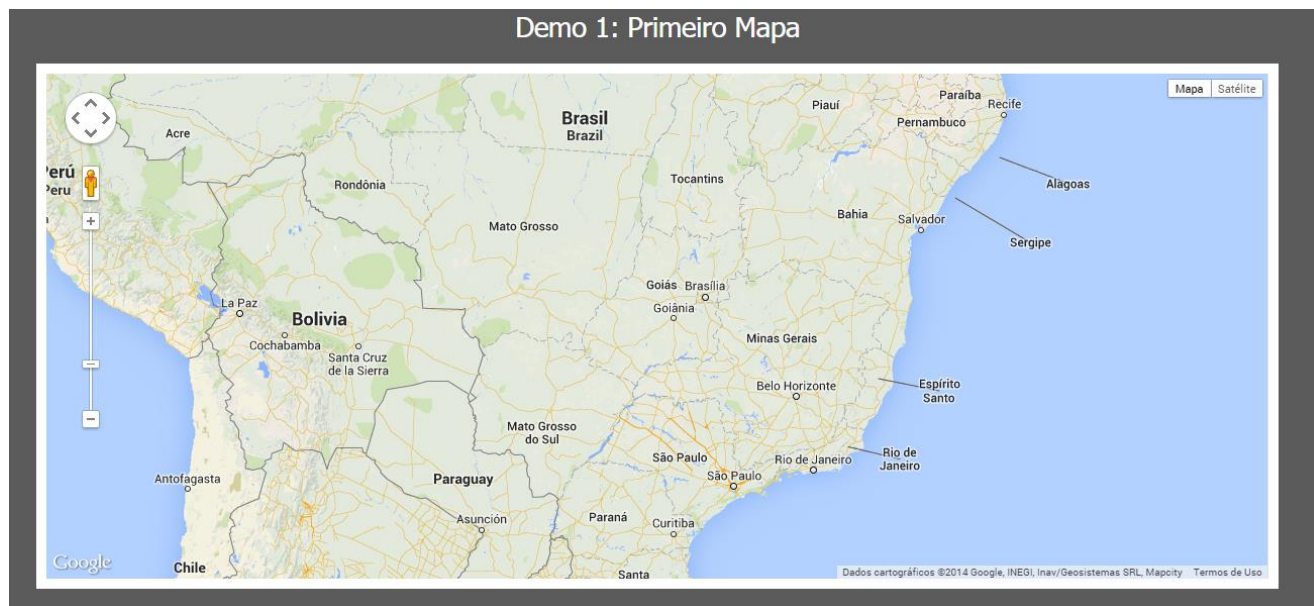 Demo 1: Primeiro Mapa
Mapa Satélite
Paraíba
Recife
Piauí
Pernambuco
Brasil
Brazil
Acre
Perú
Peru
Rondônia
Tocantins
Alagoas
Mato Grosso
Bahia
Salvador
Sergipe
Goiás
Brasília
Goiânia
La Paz
Bolivia
Cochabamba
Santa Cruz
de la Sierra
Minas Gerais
Belo Horizonte
Espírito
Santo
Mato Grosso
do Sul
São Paulo
Rio de Janeiro
Rio de
Janeiro
São Paulo
Antofagasta
Paraguay
Asunción
Paraná
Curitiba
Google
Chile
Santa
Dados cartográficos ©2014 Google, INEGI, Inav/Geosistemas SRL, Mapcity Termos de Uso